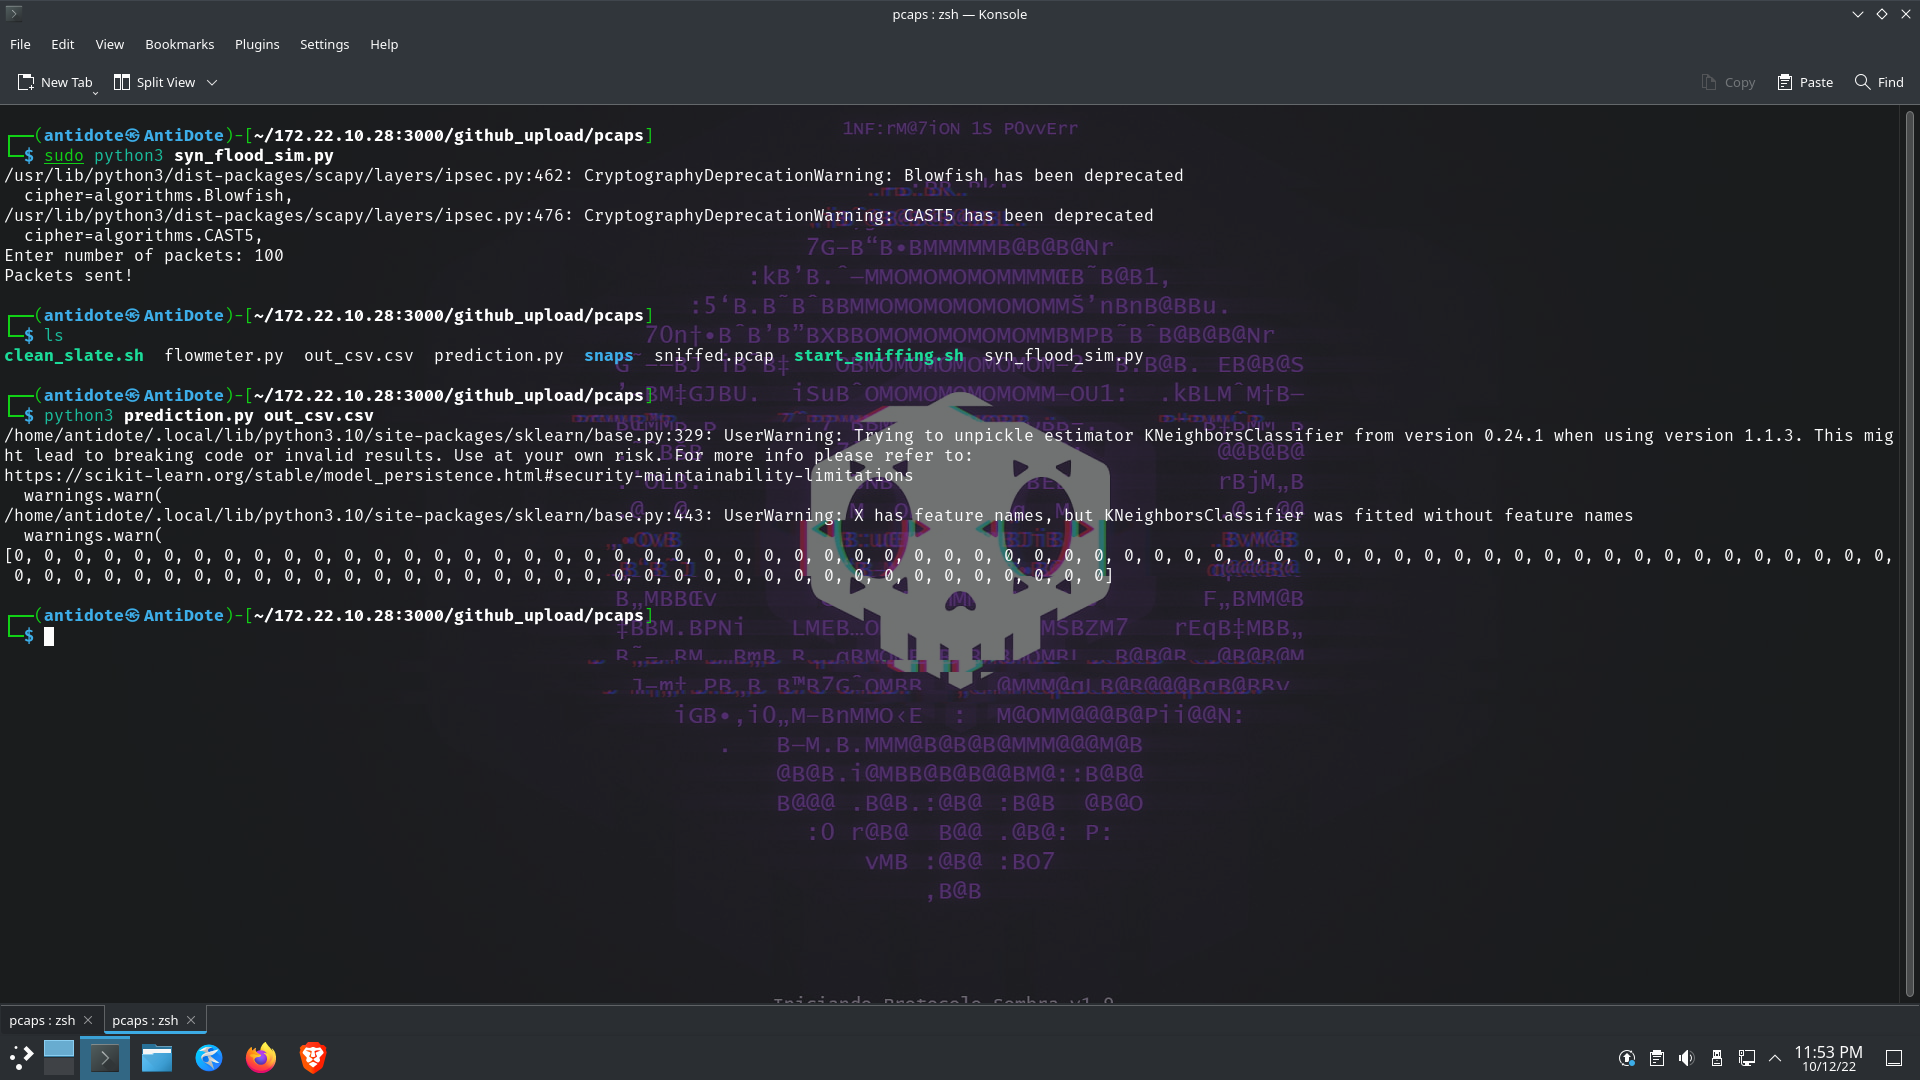 pcaps : zsh — Konsole
File Edit View Bookmarks Plugins Settings Help
New Tab Split View Copy Paste Find
1NF:rM@7iON 1S POvvErr
┌──(antidote㉿AntiDote)-[~/172.22.10.28:3000/github_upload/pcaps]
└─$ sudo python3 syn_flood_sim.py
/usr/lib/python3/dist-packages/scapy/layers/ipsec.py:462: CryptographyDeprecationWarning: Blowfish has been deprecated
  cipher=algorithms.Blowfish,
/usr/lib/python3/dist-packages/scapy/layers/ipsec.py:476: CryptographyDeprecationWarning: CAST5 has been deprecated
  cipher=algorithms.CAST5,
Enter number of packets: 100
Packets sent!
┌──(antidote㉿AntiDote)-[~/172.22.10.28:3000/github_upload/pcaps]
└─$ ls
clean_slate.sh  flowmeter.py  out_csv.csv  prediction.py  snaps  sniffed.pcap  start_sniffing.sh  syn_flood_sim.py
┌──(antidote㉿AntiDote)-[~/172.22.10.28:3000/github_upload/pcaps]
└─$ python3 prediction.py out_csv.csv
/home/antidote/.local/lib/python3.10/site-packages/sklearn/base.py:329: UserWarning: Trying to unpickle estimator KNeighborsClassifier from version 0.24.1 when using version 1.1.3. This mig
ht lead to breaking code or invalid results. Use at your own risk. For more info please refer to:
https://scikit-learn.org/stable/model_persistence.html#security-maintainability-limitations
  warnings.warn(
/home/antidote/.local/lib/python3.10/site-packages/sklearn/base.py:443: UserWarning: X has feature names, but KNeighborsClassifier was fitted without feature names
  warnings.warn(
[0, 0, 0, 0, 0, 0, 0, 0, 0, 0, 0, 0, 0, 0, 0, 0, 0, 0, 0, 0, 0, 0, 0, 0, 0, 0, 0, 0, 0, 0, 0, 0, 0, 0, 0, 0, 0, 0, 0, 0, 0, 0, 0, 0, 0, 0, 0, 0, 0, 0, 0, 0, 0, 0, 0, 0, 0, 0, 0, 0, 0, 0, 0,
 0, 0, 0, 0, 0, 0, 0, 0, 0, 0, 0, 0, 0, 0, 0, 0, 0, 0, 0, 0, 0, 0, 0, 0, 0, 0, 0, 0, 0, 0, 0, 0, 0, 0, 0, 0, 0]
┌──(antidote㉿AntiDote)-[~/172.22.10.28:3000/github_upload/pcaps]
└─$
pcaps : zsh pcaps : zsh
11:53 PM
10/12/22